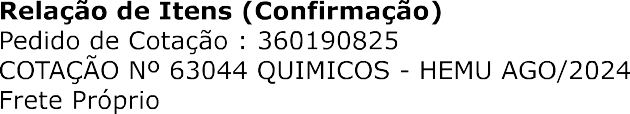 Relação de Itens (Confirmação)
Pedido de Cotação : 360190825
COTAÇÃO Nº 63044 QUIMICOS - HEMU AGO/2024
Frete Próprio